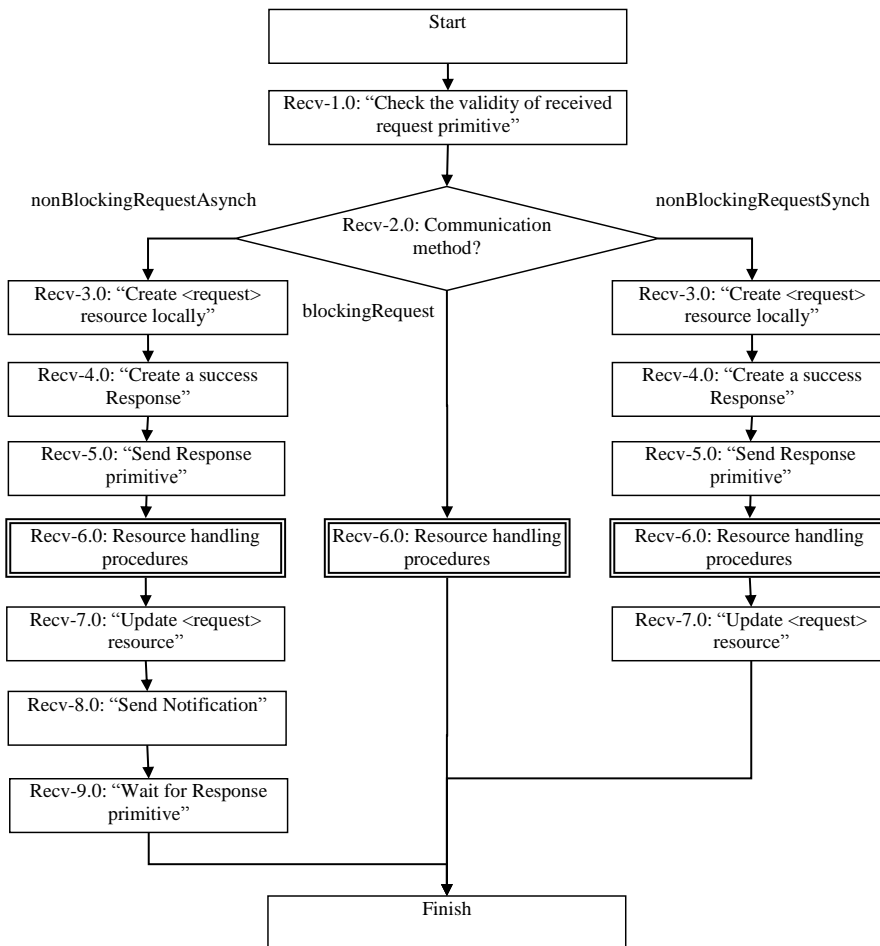 Start
Recv-1.0: “Check the validity of received
request primitive”
nonBlockingRequestAsynch
nonBlockingRequestSynch
Recv-2.0: Communication
method?
blockingRequest
Recv-3.0: “Create <request>
resource locally”
Recv-4.0: “Create a success
Response”
Recv-5.0: “Send Response
primitive”
Recv-6.0: Resource handling
procedures
Recv-7.0: “Update <request>
resource”
Recv-8.0: “Send Notification”
Recv-9.0: “Wait for Response
primitive”
Recv-6.0: Resource handling
procedures
Recv-3.0: “Create <request>
resource locally”
Recv-4.0: “Create a success
Response”
Recv-5.0: “Send Response
primitive”
Recv-6.0: Resource handling
procedures
Recv-7.0: “Update <request>
resource”
Finish